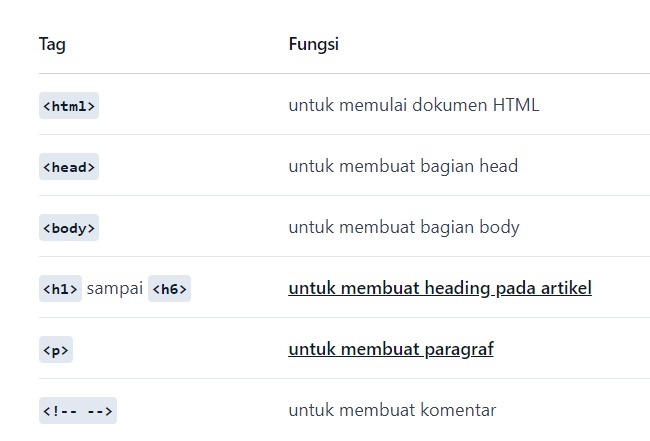 Tag Fungsi
<html> untuk memulai dokumen HTML
<head> untuk membuat bagian head
<body> untuk membuat bagian body
<h1> sampai <h6> untuk membuat heading pada artikel
<p> untuk membuat paragraf
<!-- --> untuk membuat komentar